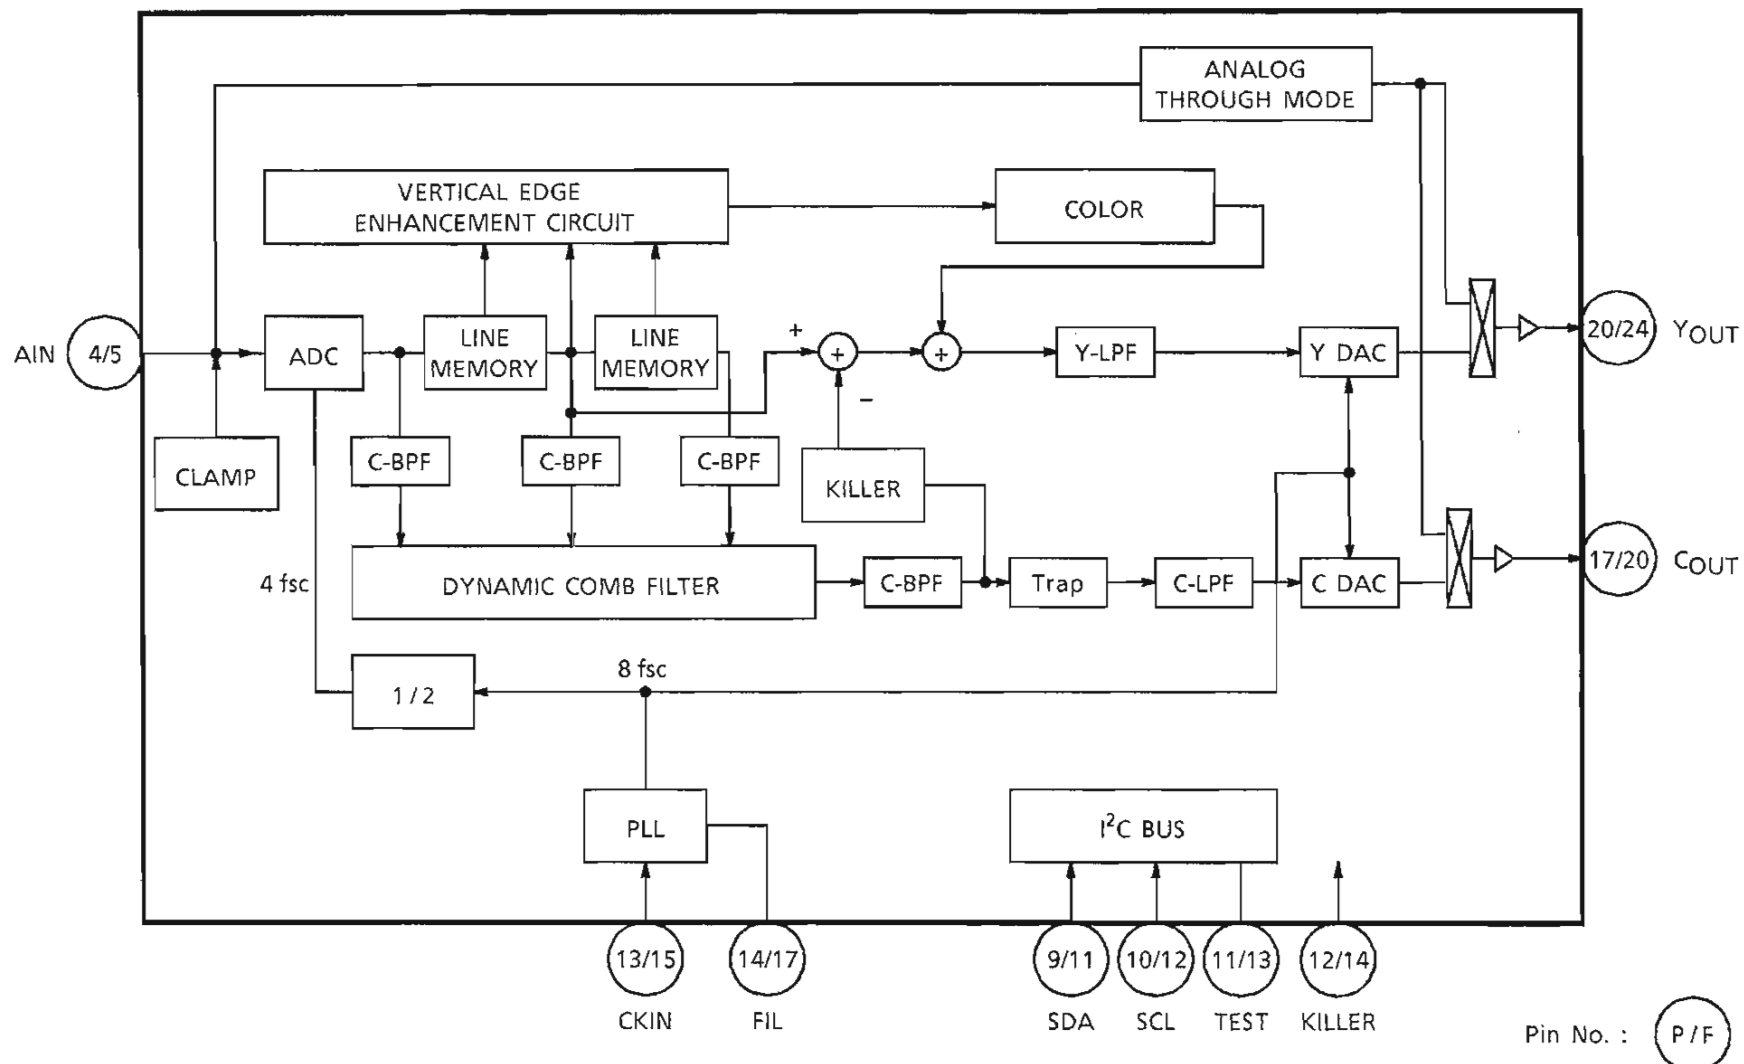 ANALOG
THROUGH MODE
VERTICAL EDGE
ENHANCEMENT CIRCUIT
COLOR
AIN
4/5
ADC
LINE
MEMORY
LINE
MEMORY
+
+
+
−
Y-LPF
Y DAC
20/24
YOUT
CLAMP
C-BPF
C-BPF
C-BPF
KILLER
4 fsc
DYNAMIC COMB FILTER
C-BPF
Trap
C-LPF
C DAC
17/20
COUT
1 / 2
8 fsc
PLL
I²C BUS
13/15
14/17
9/11
10/12
11/13
12/14
CKIN
FIL
SDA
SCL
TEST
KILLER
Pin No. :
P / F